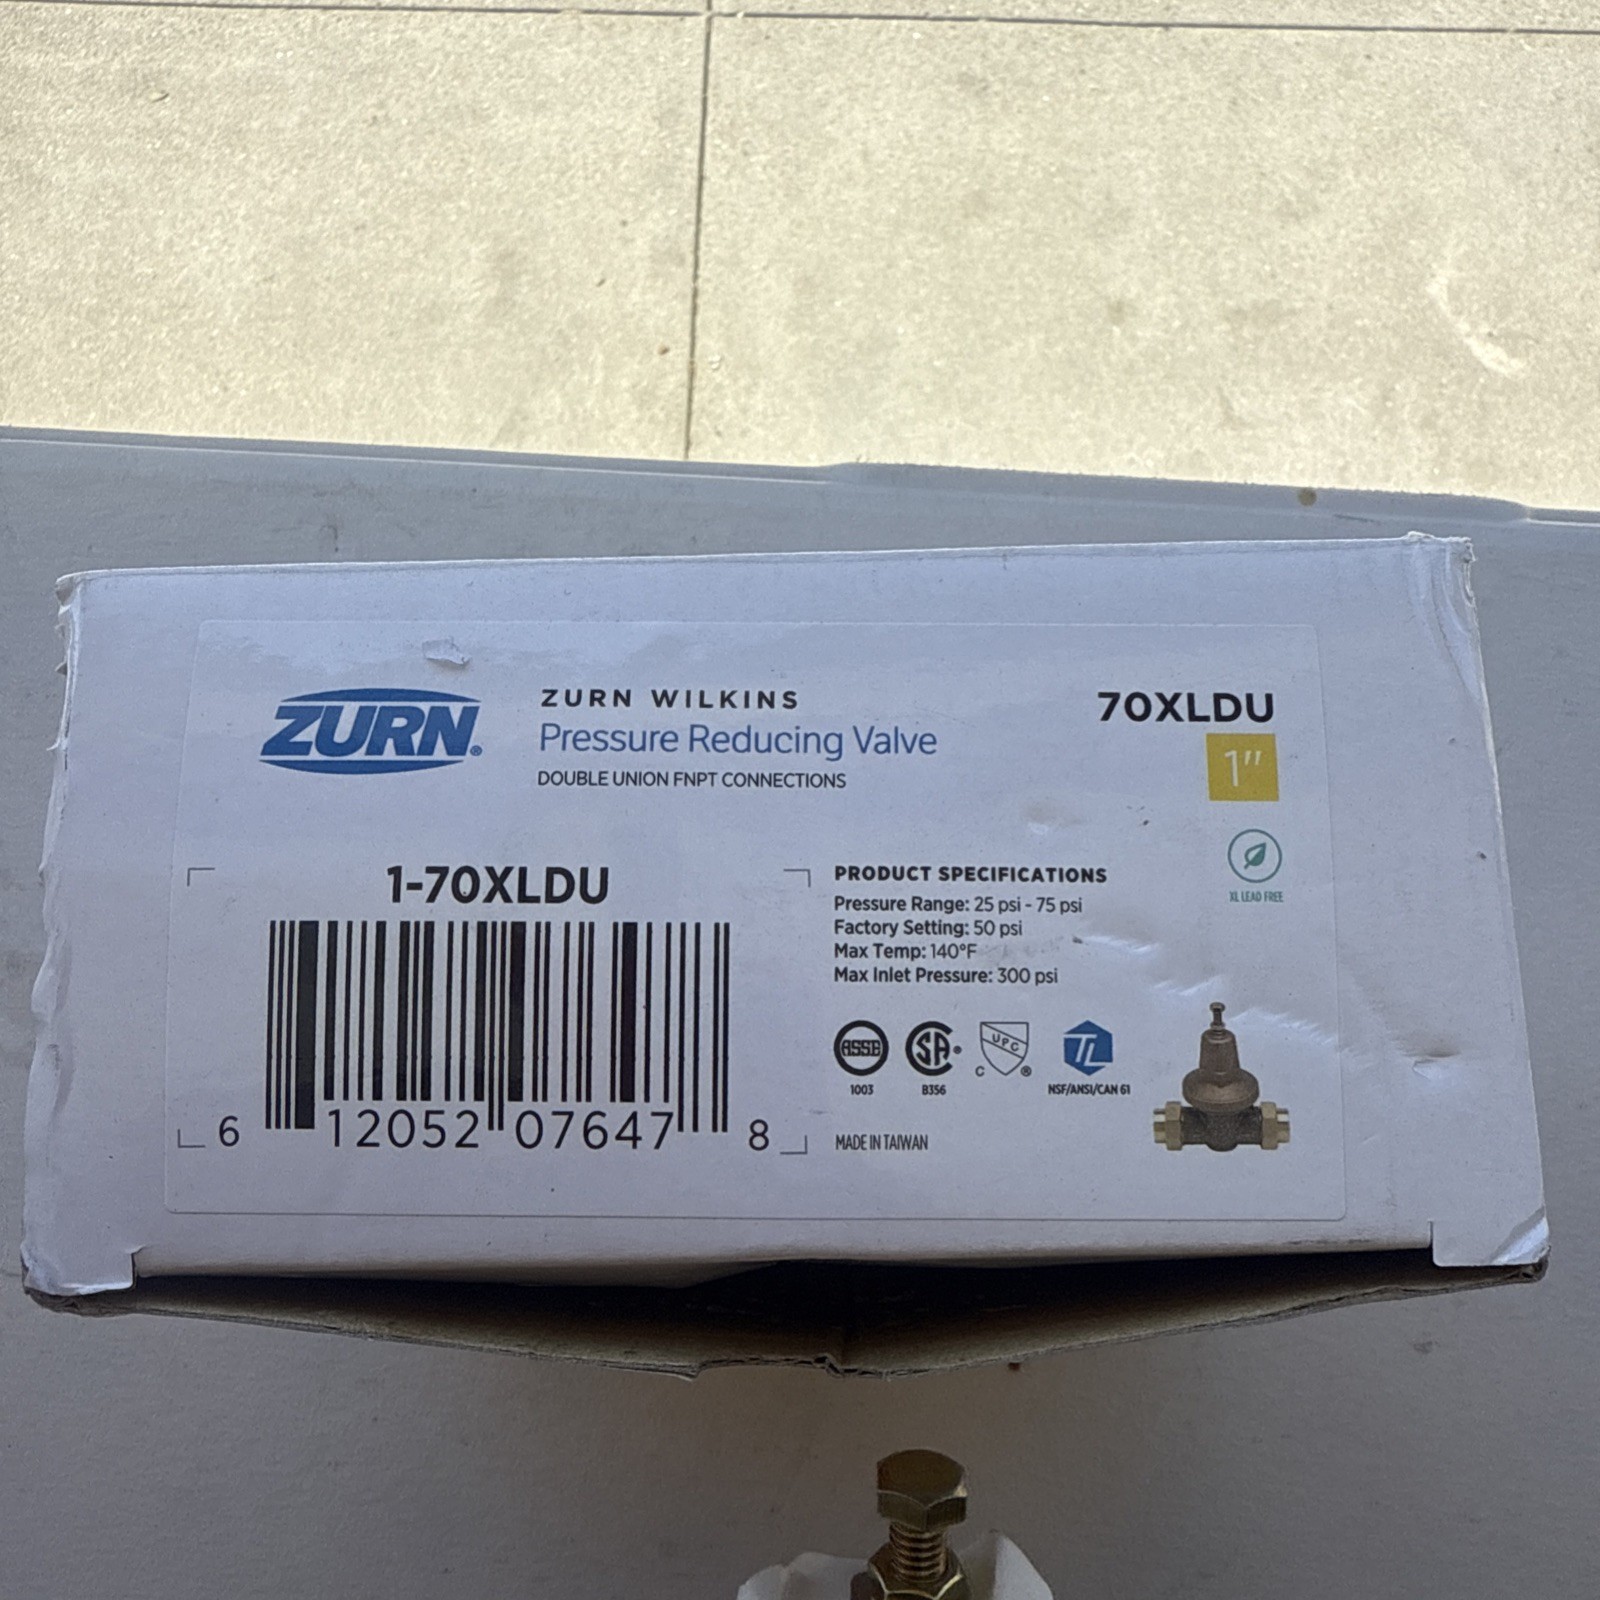 ZURN®
ZURN WILKINS
Pressure Reducing Valve
DOUBLE UNION FNPT CONNECTIONS
70XLDU
1"
XL LEAD FREE
1-70XLDU
6 12052 07647 8
PRODUCT SPECIFICATIONS
Pressure Range: 25 psi - 75 psi
Factory Setting: 50 psi
Max Temp: 140°F
Max Inlet Pressure: 300 psi
ASSE
1003
SA
B356
UPC
C ®
TL
NSF/ANSI/CAN 61
MADE IN TAIWAN